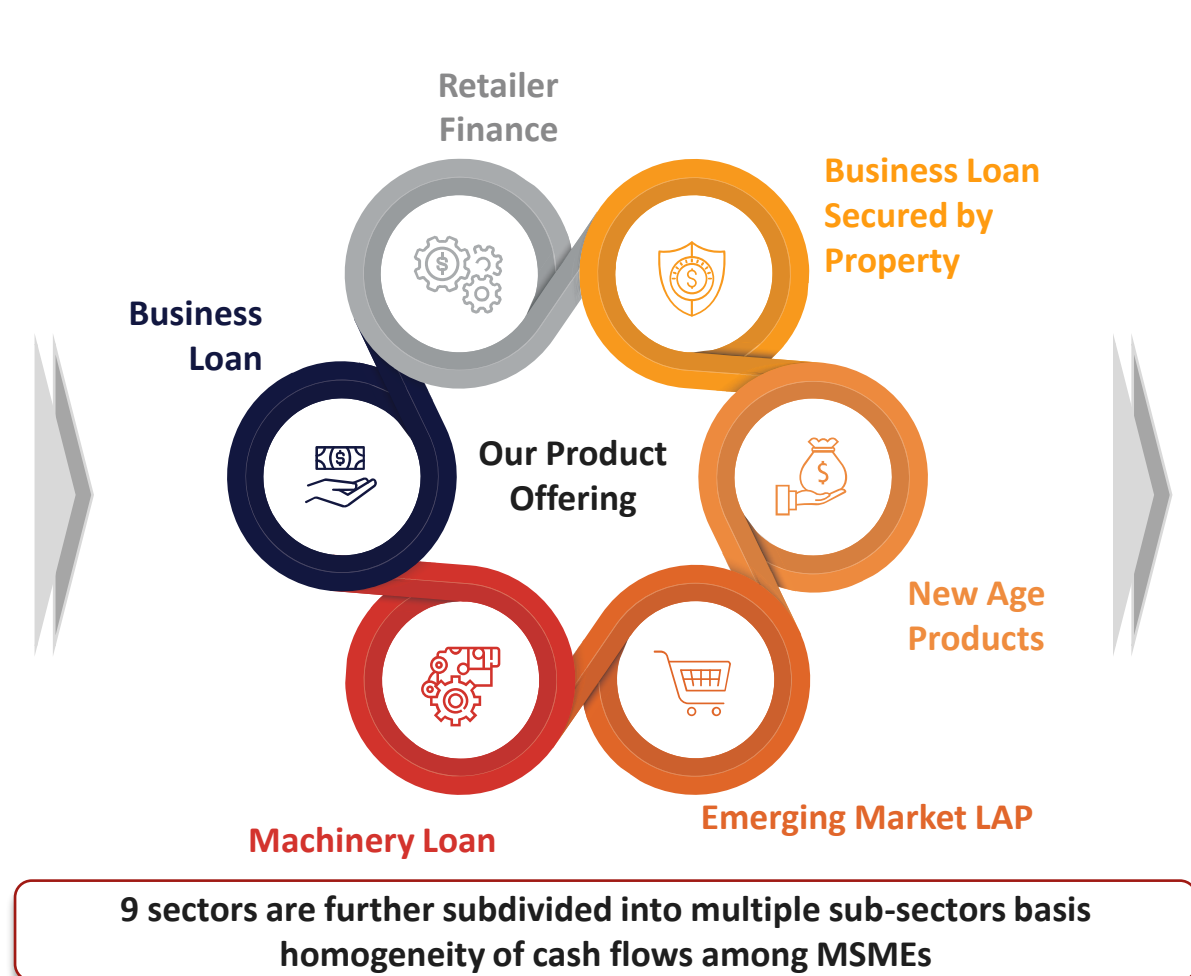 Retailer
Finance
Business Loan
Secured by
Property
Business
Loan
Our Product
Offering
New Age
Products
Emerging Market LAP
Machinery Loan
9 sectors are further subdivided into multiple sub-sectors basis
homogeneity of cash flows among MSMEs